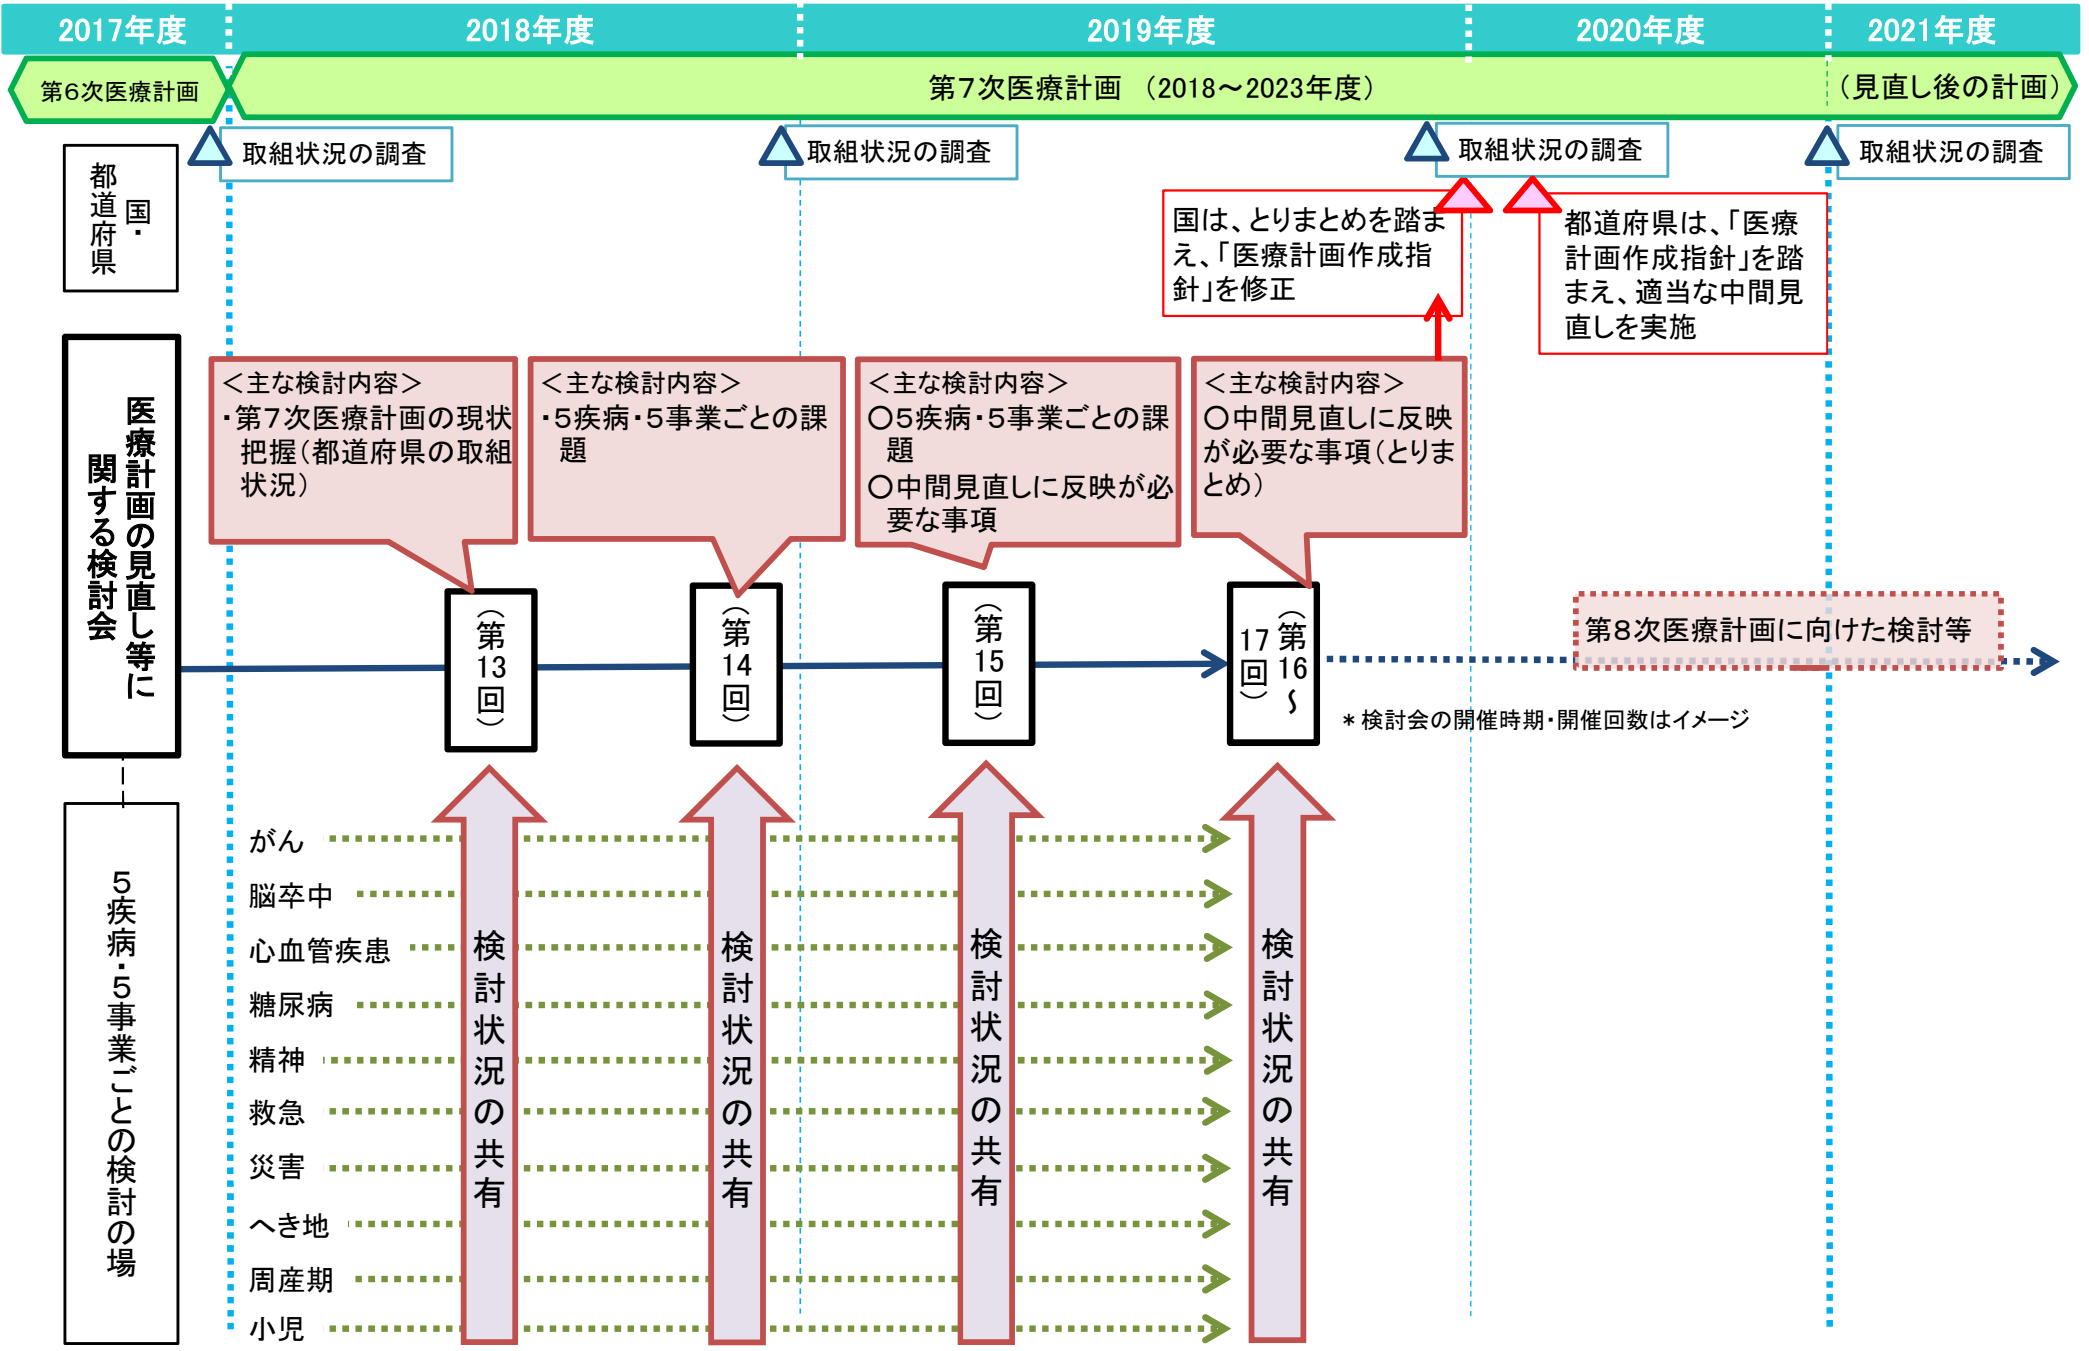 2017年度
2018年度
2019年度
2020年度
2021年度
第6次医療計画
第7次医療計画 (2018～2023年度)
(見直し後の計画)
取組状況の調査
取組状況の調査
取組状況の調査
取組状況の調査
国・
都道府県
国は、とりまとめを踏ま
え、「医療計画作成指
針」を修正
都道府県は、「医療
計画作成指針」を踏
まえ、適当な中間見
直しを実施
医療計画の見直し等に
関する検討会
＜主な検討内容＞
・第7次医療計画の現状
把握(都道府県の取組
状況)
＜主な検討内容＞
・5疾病・5事業ごとの課
題
＜主な検討内容＞
○5疾病・5事業ごとの課
題
○中間見直しに反映が必
要な事項
＜主な検討内容＞
○中間見直しに反映
が必要な事項(とりま
とめ)
(第13回)
(第14回)
(第15回)
(第16～
17回)
第8次医療計画に向けた検討等
*検討会の開催時期・開催回数はイメージ
5疾病・5事業ごとの検討の場
がん
脳卒中
心血管疾患
糖尿病
精神
救急
災害
へき地
周産期
小児
検討状況の共有
検討状況の共有
検討状況の共有
検討状況の共有